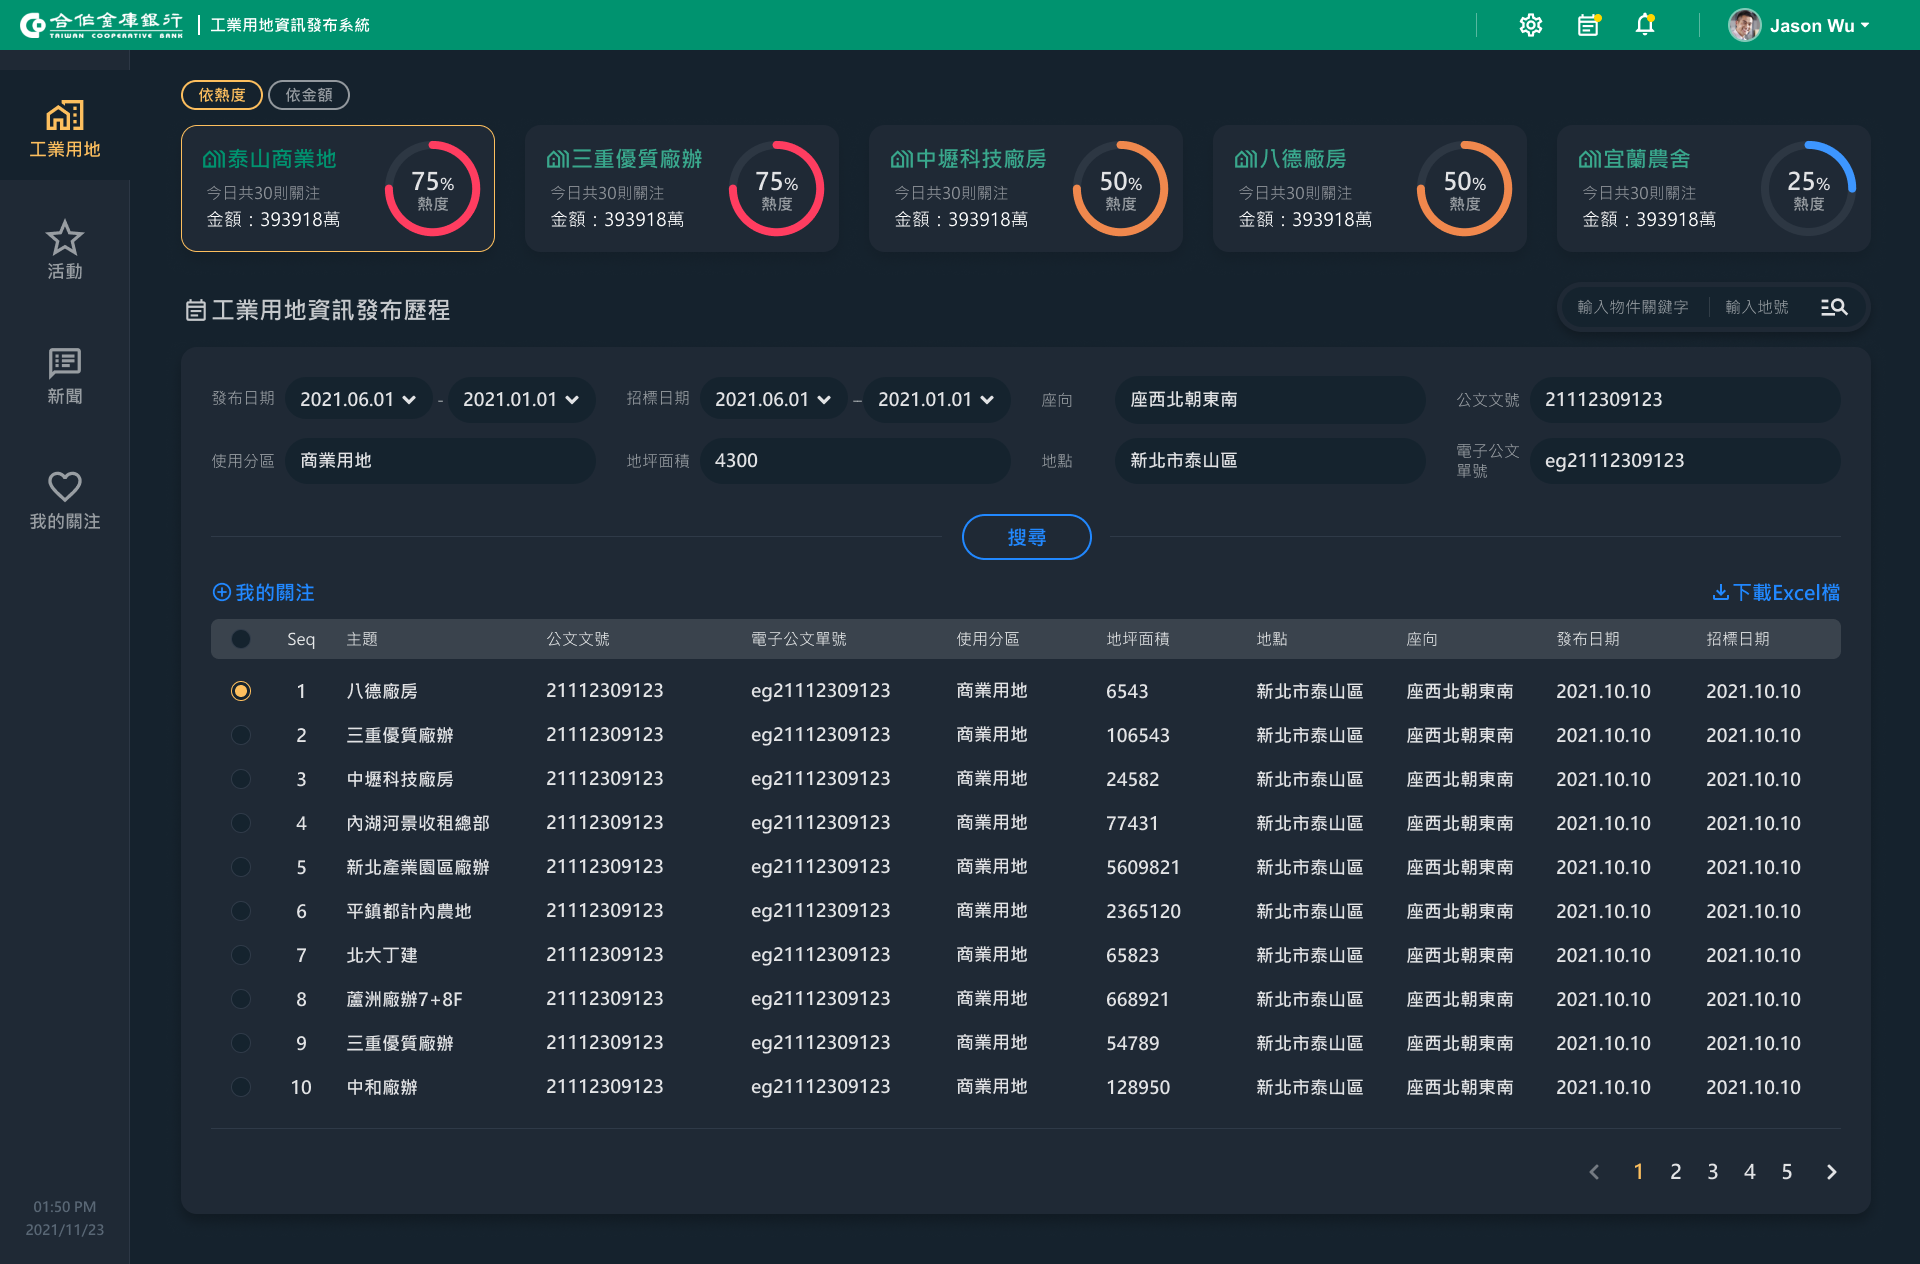 合作金庫銀行
TAIWAN COOPERATIVE BANK
工業用地資訊發布系統
Jason Wu
工業用地
活動
新聞
我的關注
01:50 PM
2021/11/23
依熱度 依金額
泰山商業地
今日共30則關注
金額：393918萬
75%
熱度
三重優質廠辦
今日共30則關注
金額：393918萬
75%
熱度
中壢科技廠房
今日共30則關注
金額：393918萬
50%
熱度
八德廠房
今日共30則關注
金額：393918萬
50%
熱度
宜蘭農舍
今日共30則關注
金額：393918萬
25%
熱度
工業用地資訊發布歷程
輸入物件關鍵字 輸入地號
發布日期 2021.06.01 - 2021.01.01 招標日期 2021.06.01 – 2021.01.01 座向 座西北朝東南 公文文號 21112309123
使用分區 商業用地 地坪面積 4300 地點 新北市泰山區 電子公文單號 eg21112309123
搜尋
我的關注 下載Excel檔
Seq 主題 公文文號 電子公文單號 使用分區 地坪面積 地點 座向 發布日期 招標日期
1 八德廠房 21112309123 eg21112309123 商業用地 6543 新北市泰山區 座西北朝東南 2021.10.10 2021.10.10
2 三重優質廠辦 21112309123 eg21112309123 商業用地 106543 新北市泰山區 座西北朝東南 2021.10.10 2021.10.10
3 中壢科技廠房 21112309123 eg21112309123 商業用地 24582 新北市泰山區 座西北朝東南 2021.10.10 2021.10.10
4 內湖河景收租總部 21112309123 eg21112309123 商業用地 77431 新北市泰山區 座西北朝東南 2021.10.10 2021.10.10
5 新北產業園區廠辦 21112309123 eg21112309123 商業用地 5609821 新北市泰山區 座西北朝東南 2021.10.10 2021.10.10
6 平鎮都計內農地 21112309123 eg21112309123 商業用地 2365120 新北市泰山區 座西北朝東南 2021.10.10 2021.10.10
7 北大丁建 21112309123 eg21112309123 商業用地 65823 新北市泰山區 座西北朝東南 2021.10.10 2021.10.10
8 蘆洲廠辦7+8F 21112309123 eg21112309123 商業用地 668921 新北市泰山區 座西北朝東南 2021.10.10 2021.10.10
9 三重優質廠辦 21112309123 eg21112309123 商業用地 54789 新北市泰山區 座西北朝東南 2021.10.10 2021.10.10
10 中和廠辦 21112309123 eg21112309123 商業用地 128950 新北市泰山區 座西北朝東南 2021.10.10 2021.10.10
1 2 3 4 5